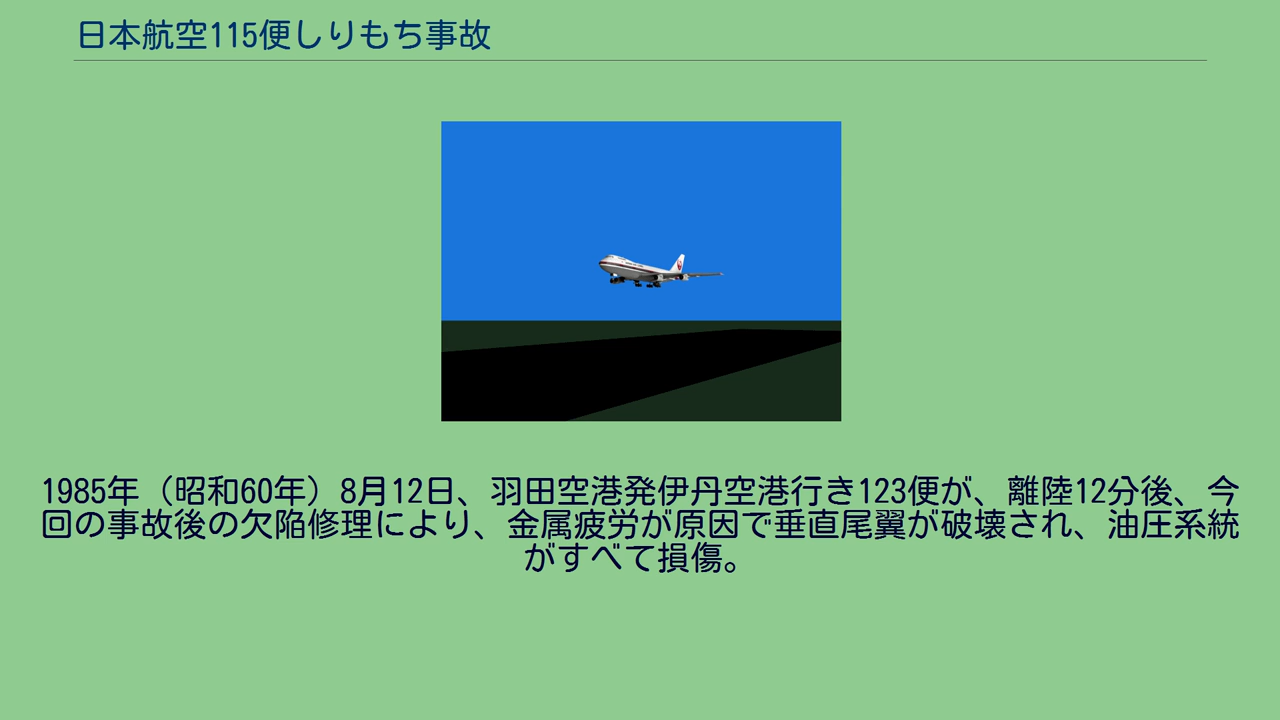 日本航空115便しりもち事故
1985年（昭和60年）8月12日、羽田空港発伊丹空港行き123便が、離陸12分後、今
回の事故後の欠陥修理により、金属疲労が原因で垂直尾翼が破壊され、油圧系統
がすべて損傷。